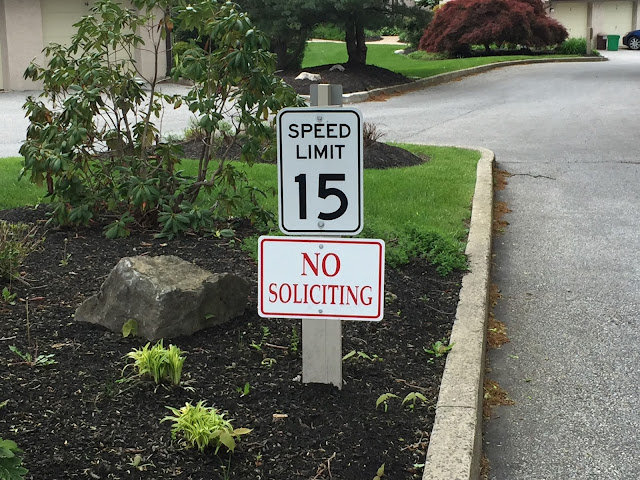 SPEED
LIMIT
15
NO
SOLICITING